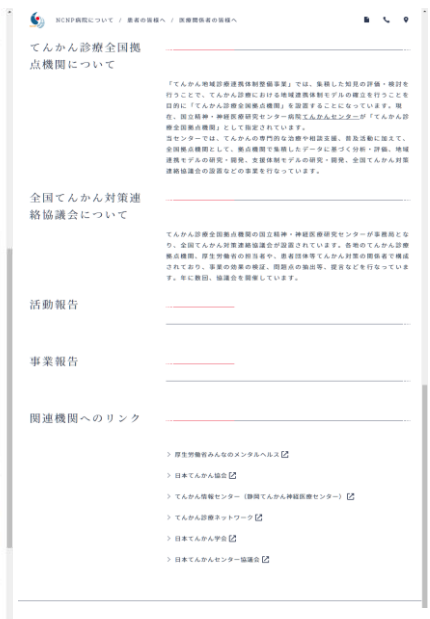 NCNP病院について / 患者の皆様へ / 医療関係者の皆様へ
てんかん診療全国拠
点機関について
「てんかん地域診療連携体制整備事業」では、集積した知見の評価・検討を
行うことで、てんかん診療における地域連携体制モデルの確立を行うことを
目的に「てんかん診療全国拠点機関」を設置することになっています。現
在、国立精神・神経医療研究センター病院てんかんセンターが「てんかん診
療全国拠点機関」として指定されています。
当センターでは、てんかんの専門的な治療や相談支援、普及活動に加えて、
全国拠点機関として、拠点機関で集積したデータに基づく分析・評価、地域
連携モデルの研究・開発、支援体制モデルの研究・開発、全国てんかん対策
連絡協議会の設置などの事業を行なっています。
全国てんかん対策連
絡協議会について
てんかん診療全国拠点機関の国立精神・神経医療研究センターが事務局とな
り、全国てんかん対策連絡協議会が設置されています。各地のてんかん診療
拠点機関、厚生労働省の担当者や、患者団体等てんかん対策の関係者で構成
されており、事業の効果の検証、問題点の抽出等、提言などを行なっていま
す。年に数回、協議会を開催しています。
活動報告
事業報告
関連機関へのリンク
> 厚生労働省みんなのメンタルヘルス
> 日本てんかん協会
> てんかん情報センター（静岡てんかん神経医療センター）
> てんかん診療ネットワーク
> 日本てんかん学会
> 日本てんかんセンター協議会